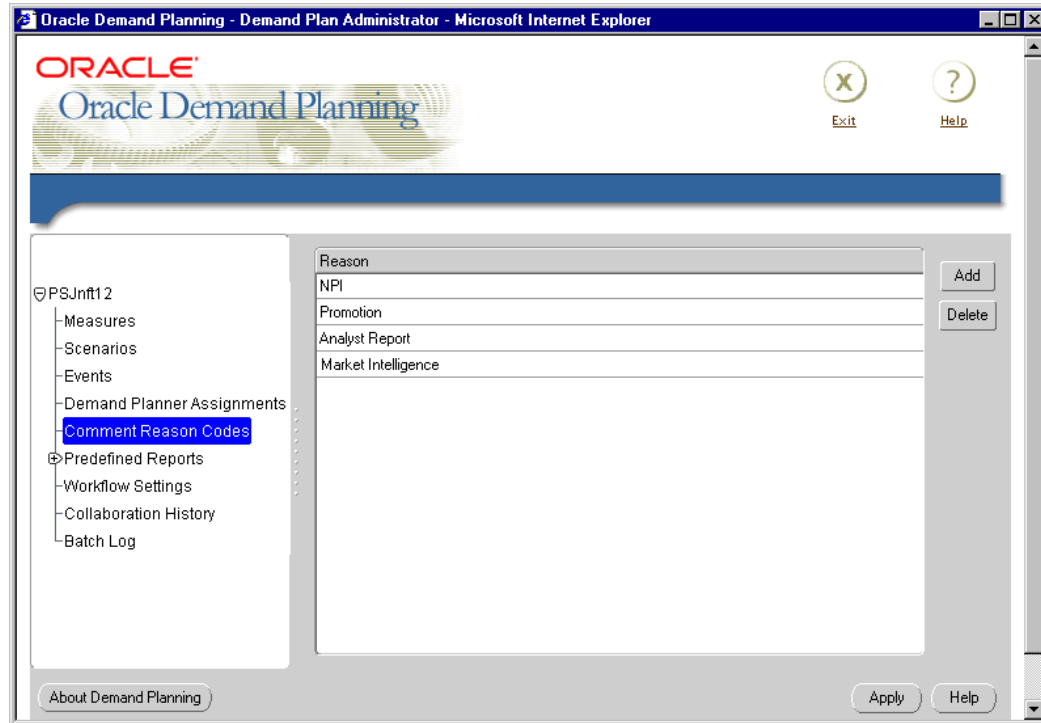 Oracle Demand Planning - Demand Plan Administrator - Microsoft Internet Explorer
ORACLE
Oracle Demand Planning
X
Exit
?
Help
PSJnft12
Measures
Scenarios
Events
Demand Planner Assignments
Comment Reason Codes
Predefined Reports
Workflow Settings
Collaboration History
Batch Log
Reason
NPI
Promotion
Analyst Report
Market Intelligence
Add
Delete
About Demand Planning
Apply
Help